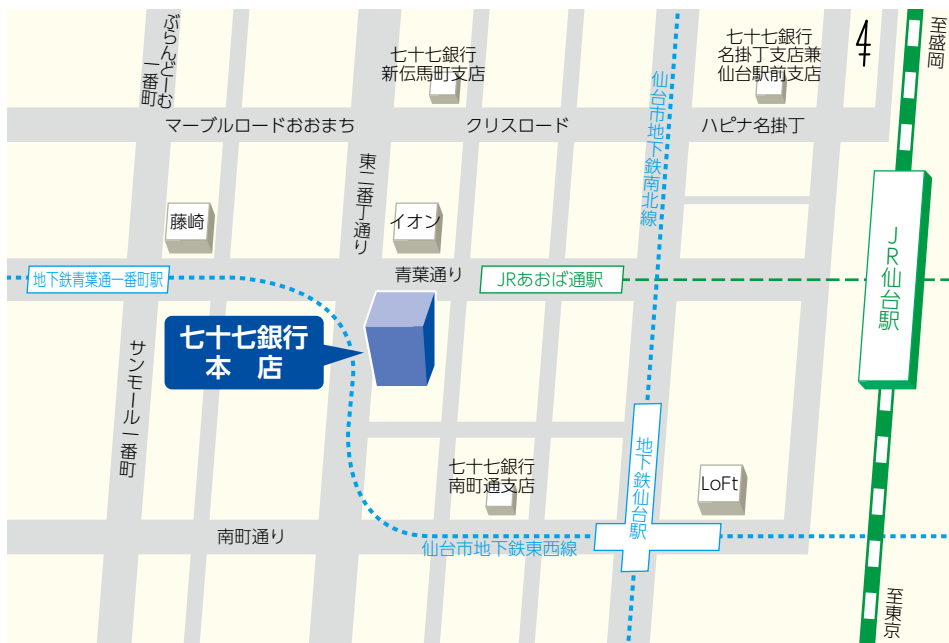 ぶらんどーむ
一番町
七十七銀行
新伝馬町支店
七十七銀行
名掛丁支店兼
仙台駅前支店
4
至盛岡
マーブルロードおおまち
クリスロード
ハピナ名掛丁
仙台市地下鉄南北線
東二番丁通り
藤崎
イオン
JR仙台駅
地下鉄青葉通一番町駅
青葉通り
JRあおば通駅
七十七銀行
本 店
サンモール一番町
七十七銀行
南町通支店
地下鉄仙台駅
LoFt
南町通り
仙台市地下鉄東西線
至東京